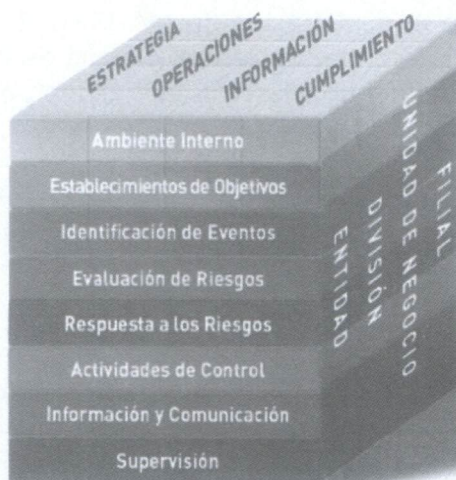 ESTRATEGIA
OPERACIONES
INFORMACIÓN
CUMPLIMIENTO
Ambiente Interno
Establecimientos de Objetivos
Identificación de Eventos
Evaluación de Riesgos
Respuesta a los Riesgos
Actividades de Control
Información y Comunicación
Supervisión
ENTIDAD
DIVISIÓN
UNIDAD DE NEGOCIO
FILIAL